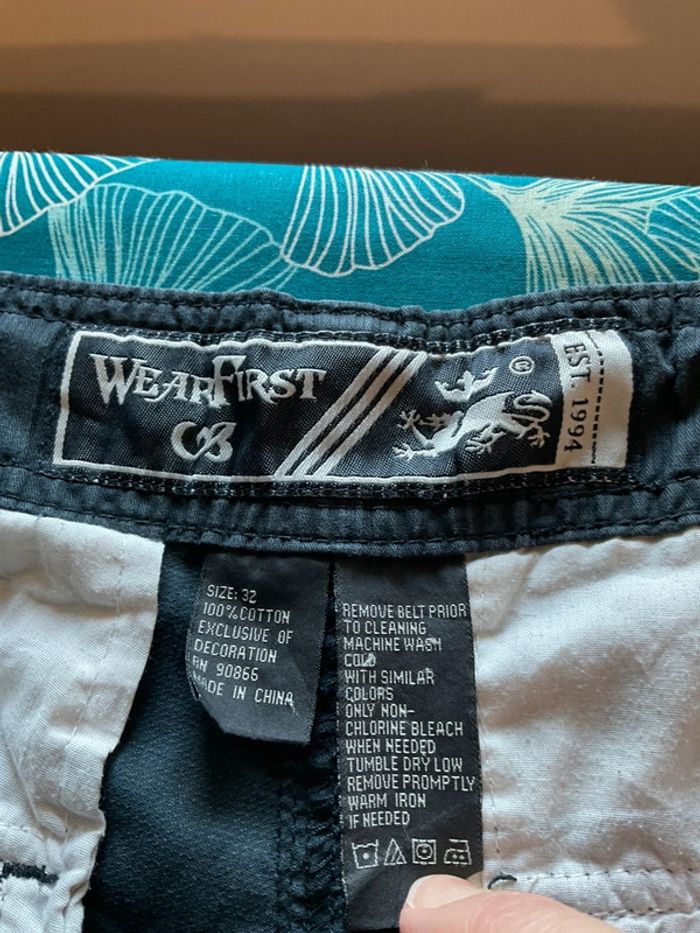 WEARFIRST
©
EST. 1994
SIZE: 32
100% COTTON
EXCLUSIVE OF
DECORATION
RN 90866
MADE IN CHINA
REMOVE BELT PRIOR
TO CLEANING
MACHINE WASH
COLD
WITH SIMILAR
COLORS
ONLY NON-
CHLORINE BLEACH
WHEN NEEDED
TUMBLE DRY LOW
REMOVE PROMPTLY
WARM IRON
IF NEEDED